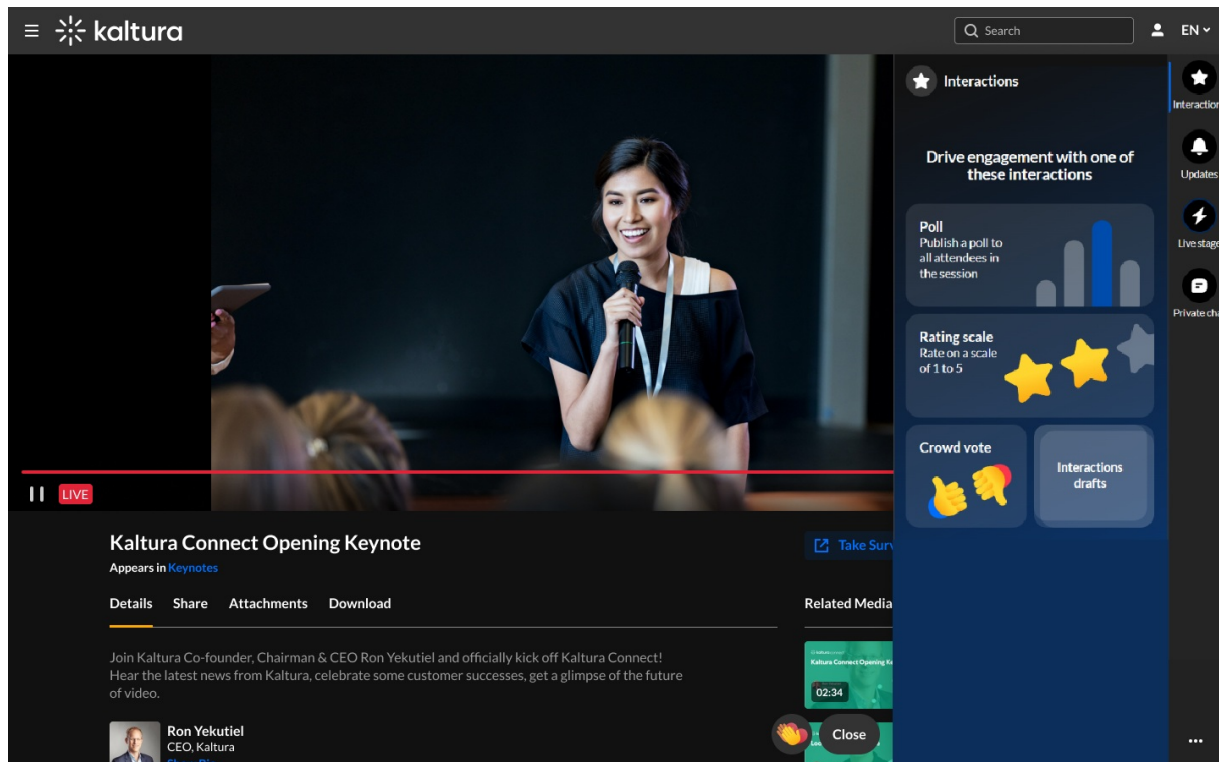 kaltura
Search
EN
Interactions
Interaction
Drive engagement with one of
these interactions
Updates
Poll
Publish a poll to
all attendees in
the session
Live stage
Rating scale
Rate on a scale
of 1 to 5
Private cha
Crowd vote
Interactions
drafts
LIVE
Kaltura Connect Opening Keynote
Appears in Keynotes
Take Surv
Details Share Attachments Download
Related Media
Join Kaltura Co-founder, Chairman & CEO Ron Yekutiel and officially kick off Kaltura Connect!
Hear the latest news from Kaltura, celebrate some customer successes, get a glimpse of the future
of video.
Kaltura Connect Opening Ke
02:34
Ron Yekutiel
CEO, Kaltura
Close